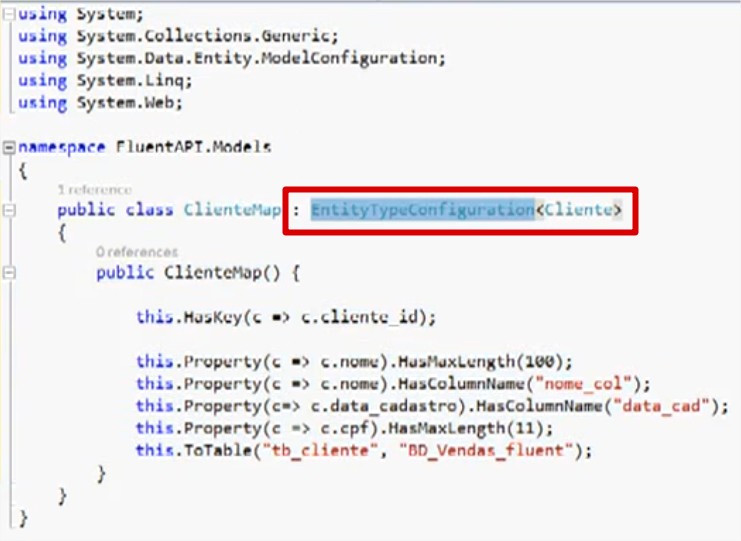 using System;
using System.Collections.Generic;
using System.Data.Entity.ModelConfiguration;
using System.Linq;
using System.Web;
namespace FluentAPI.Models
{
1 reference
public class ClienteMap : EntityTypeConfiguration<Cliente>
{
0 references
public ClienteMap() {
this.HasKey(c => c.cliente_id);
this.Property(c => c.nome).HasMaxLength(100);
this.Property(c => c.nome).HasColumnName("nome_col");
this.Property(c=> c.data_cadastro).HasColumnName("data_cad");
this.Property(c => c.cpf).HasMaxLength(11);
this.ToTable("tb_cliente", "BD_Vendas_fluent");
}
}
}